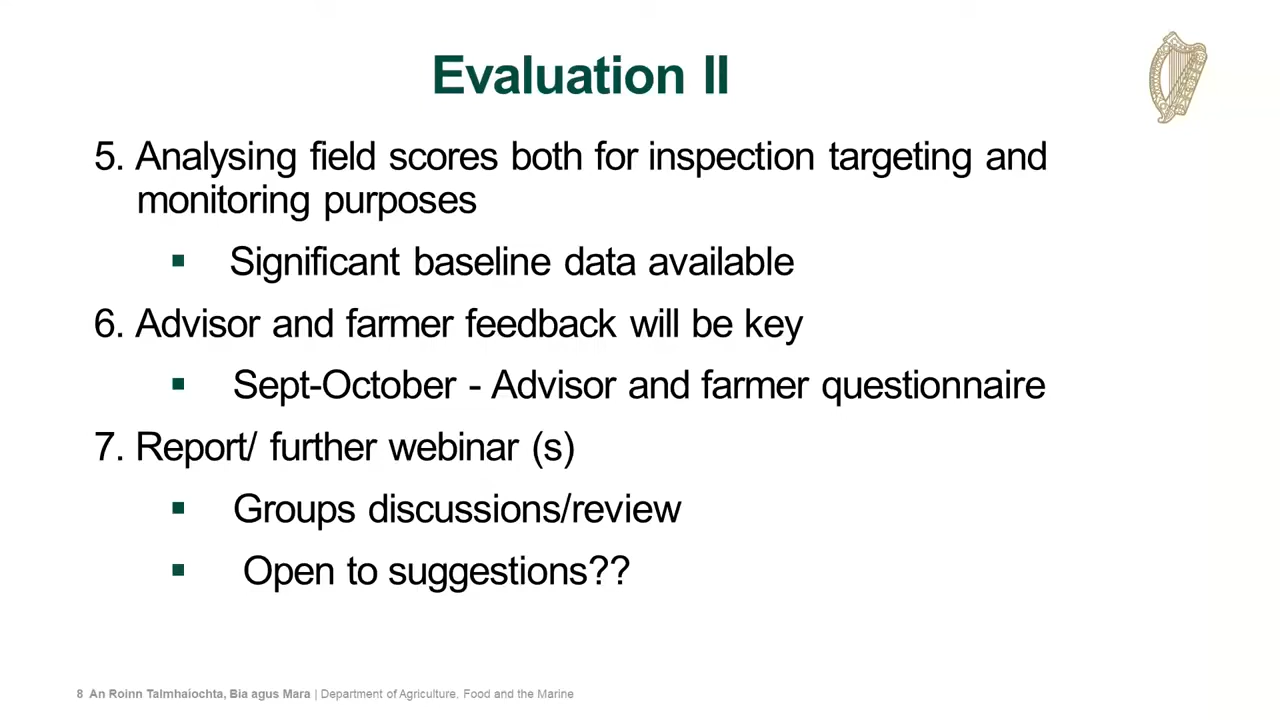 Evaluation II
5. Analysing field scores both for inspection targeting and
monitoring purposes
▪ Significant baseline data available
6. Advisor and farmer feedback will be key
▪ Sept-October - Advisor and farmer questionnaire
7. Report/ further webinar (s)
▪ Groups discussions/review
▪ Open to suggestions??
8 An Roinn Talmhaíochta, Bia agus Mara | Department of Agriculture, Food and the Marine